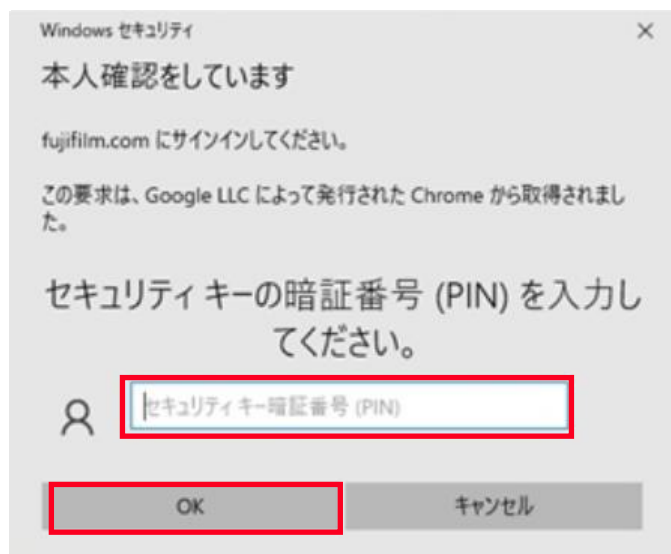 Windows セキュリティ
本人確認をしています
fujifilm.com にサインインしてください。
この要求は、Google LLC によって発行された Chrome から取得されまし
た。
セキュリティ キーの暗証番号 (PIN) を入力し
てください。
セキュリティ キー暗証番号 (PIN)
OK キャンセル